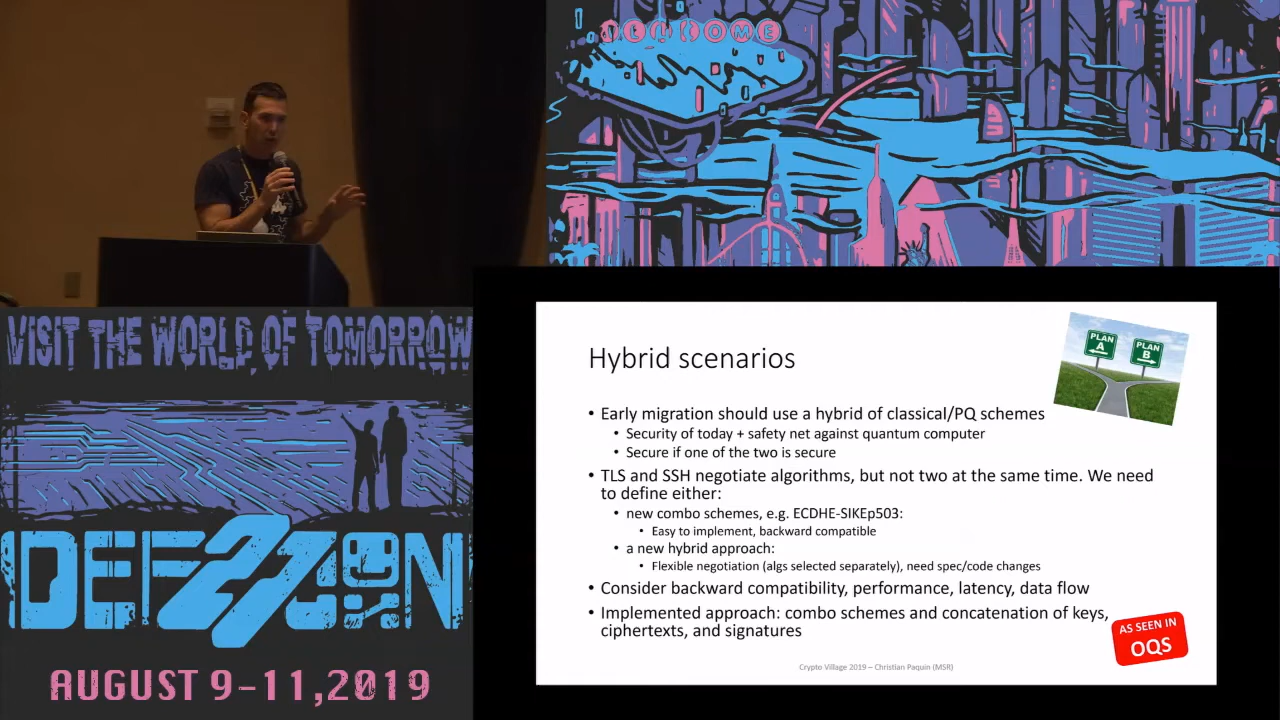 WELCOME
VISIT THE WORLD OF TOMORROW
DEF27CON
AUGUST 9-11,2019
Hybrid scenarios
PLAN A
PLAN B
• Early migration should use a hybrid of classical/PQ schemes
• Security of today + safety net against quantum computer
• Secure if one of the two is secure
• TLS and SSH negotiate algorithms, but not two at the same time. We need
to define either:
• new combo schemes, e.g. ECDHE-SIKEp503:
• Easy to implement, backward compatible
• a new hybrid approach:
• Flexible negotiation (algs selected separately), need spec/code changes
• Consider backward compatibility, performance, latency, data flow
• Implemented approach: combo schemes and concatenation of keys,
ciphertexts, and signatures
AS SEEN IN
OQS
Crypto Village 2019 – Christian Paquin (MSR)